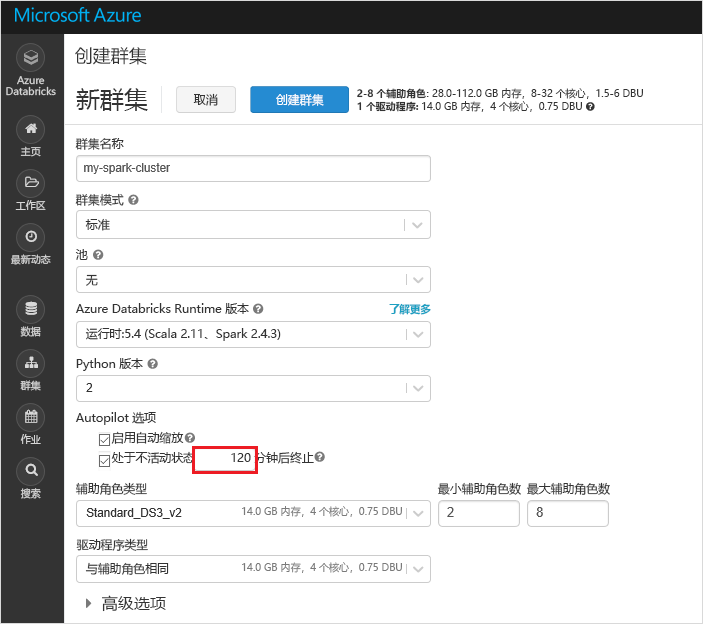 Microsoft Azure
Azure
Databricks
主页
工作区
最新动态
数据
群集
作业
搜索
创建群集
新群集
取消
创建群集
2-8 个辅助角色: 28.0-112.0 GB 内存，8-32 个核心，1.5-6 DBU
1 个驱动程序: 14.0 GB 内存，4 个核心，0.75 DBU
群集名称
my-spark-cluster
群集模式
标准
池
无
Azure Databricks Runtime 版本 了解更多
运行时:5.4 (Scala 2.11、Spark 2.4.3)
Python 版本
2
Autopilot 选项
启用自动缩放
处于不活动状态 120 分钟后终止
辅助角色类型 最小辅助角色数 最大辅助角色数
Standard_DS3_v2 14.0 GB 内存，4 个核心，0.75 DBU 2 8
驱动程序类型
与辅助角色相同 14.0 GB 内存，4 个核心，0.75 DBU
高级选项